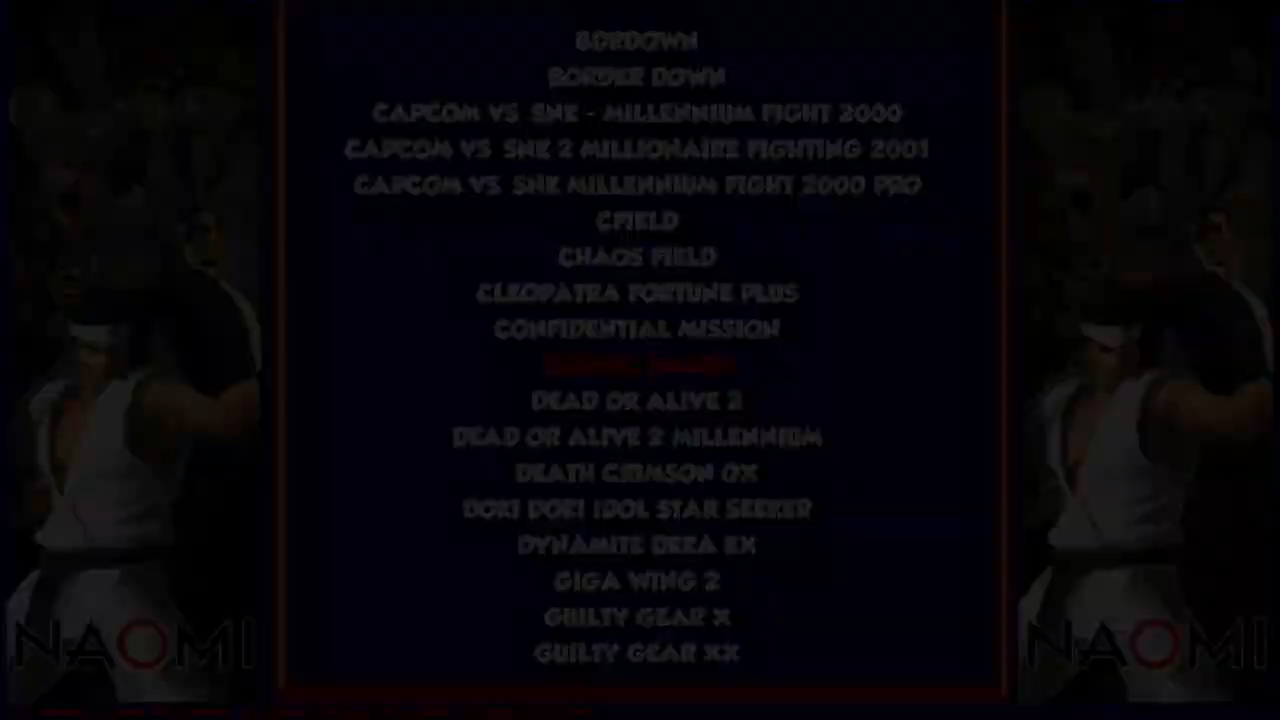 BORDOWN
BORDER DOWN
CAPCOM VS. SNK - MILLENNIUM FIGHT 2000
CAPCOM VS. SNK 2 MILLIONAIRE FIGHTING 2001
CAPCOM VS. SNK MILLENNIUM FIGHT 2000 PRO
CFIELD
CHAOS FIELD
CLEOPATRA FORTUNE PLUS
CONFIDENTIAL MISSION
DEAD OR ALIVE 2
DEAD OR ALIVE 2 MILLENNIUM
DEATH CRIMSON OX
DOKI DOKI IDOL STAR SEEKER
DYNAMITE DEKA EX
GIGA WING 2
GUILTY GEAR X
GUILTY GEAR XX
NAOMI
NAOMI